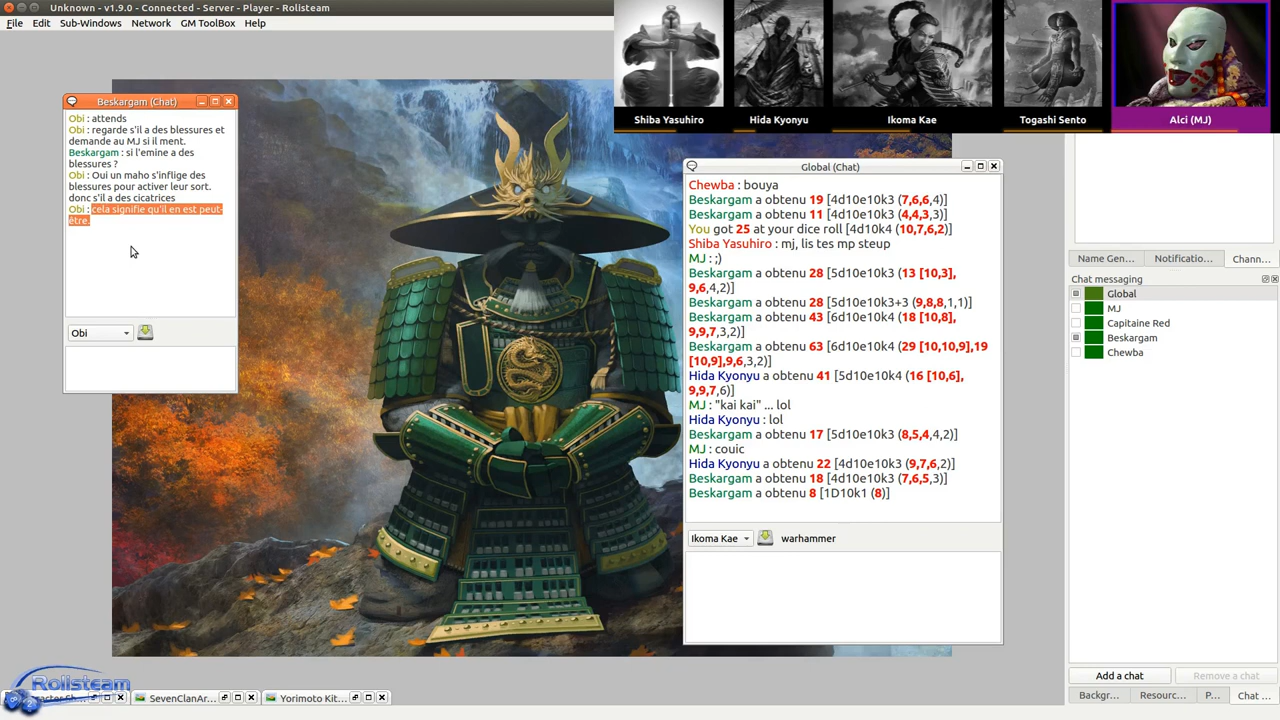 Unknown - v1.9.0 - Connected - Server - Player - Rolisteam
File Edit Sub-Windows Network GM ToolBox Help
Shiba Yasuhiro
Hida Kyonyu
Ikoma Kae
Togashi Sento
Alci (MJ)
Beskargam (Chat)
Obi : attends
Obi : regarde s'il a des blessures et
demande au MJ si il ment.
Beskargam : si l'emine a des
blessures ?
Obi : Oui un maho s'inflige des
blessures pour activer leur sort.
donc s'il a des cicatrices
Obi : cela signifie qu'il en est peut-
être.
Obi
Global (Chat)
Chewba : bouya
Beskargam a obtenu 19 [4d10e10k3 (7,6,6,4)]
Beskargam a obtenu 11 [4d10e10k3 (4,4,3,3)]
You got 25 at your dice roll [4d10k4 (10,7,6,2)]
Shiba Yasuhiro : mj, lis tes mp steup
MJ : ;)
Beskargam a obtenu 28 [5d10e10k3 (13 [10,3],
9,6,4,2)]
Beskargam a obtenu 28 [5d10e10k3+3 (9,8,8,1,1)]
Beskargam a obtenu 43 [6d10e10k4 (18 [10,8],
9,9,7,3,2)]
Beskargam a obtenu 63 [6d10e10k4 (29 [10,10,9],19
[10,9],9,6,3,2)]
Hida Kyonyu a obtenu 41 [5d10e10k4 (16 [10,6],
9,9,7,6)]
MJ : "kai kai" ... lol
Hida Kyonyu : lol
Beskargam a obtenu 17 [5d10e10k3 (8,5,4,4,2)]
MJ : couic
Hida Kyonyu a obtenu 22 [4d10e10k3 (9,7,6,2)]
Beskargam a obtenu 18 [4d10e10k3 (7,6,5,3)]
Beskargam a obtenu 8 [1D10k1 (8)]
Ikoma Kae
warhammer
Name Gen... Notificatio... Chann...
Chat messaging
Global
MJ
Capitaine Red
Beskargam
Chewba
Add a chat
Remove a chat
Backgr... Resourc... P... Chat ...
Rolisteam
SevenClanAr...
Yorimoto Kit...